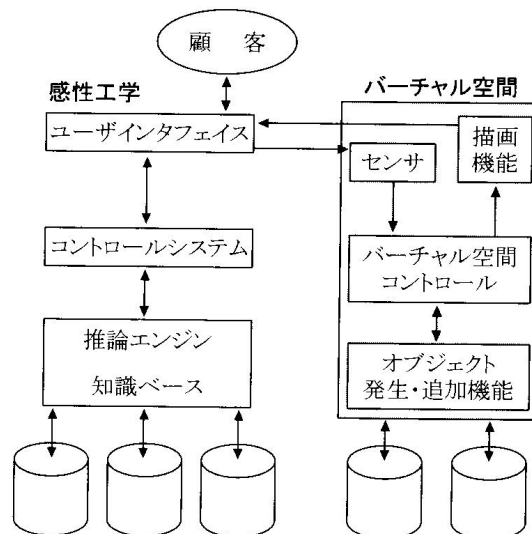 顧 客
感性工学
バーチャル空間
ユーザインタフェイス
センサ
描画
機能
コントロールシステム
バーチャル空間
コントロール
推論エンジン
知識ベース
オブジェクト
発生・追加機能